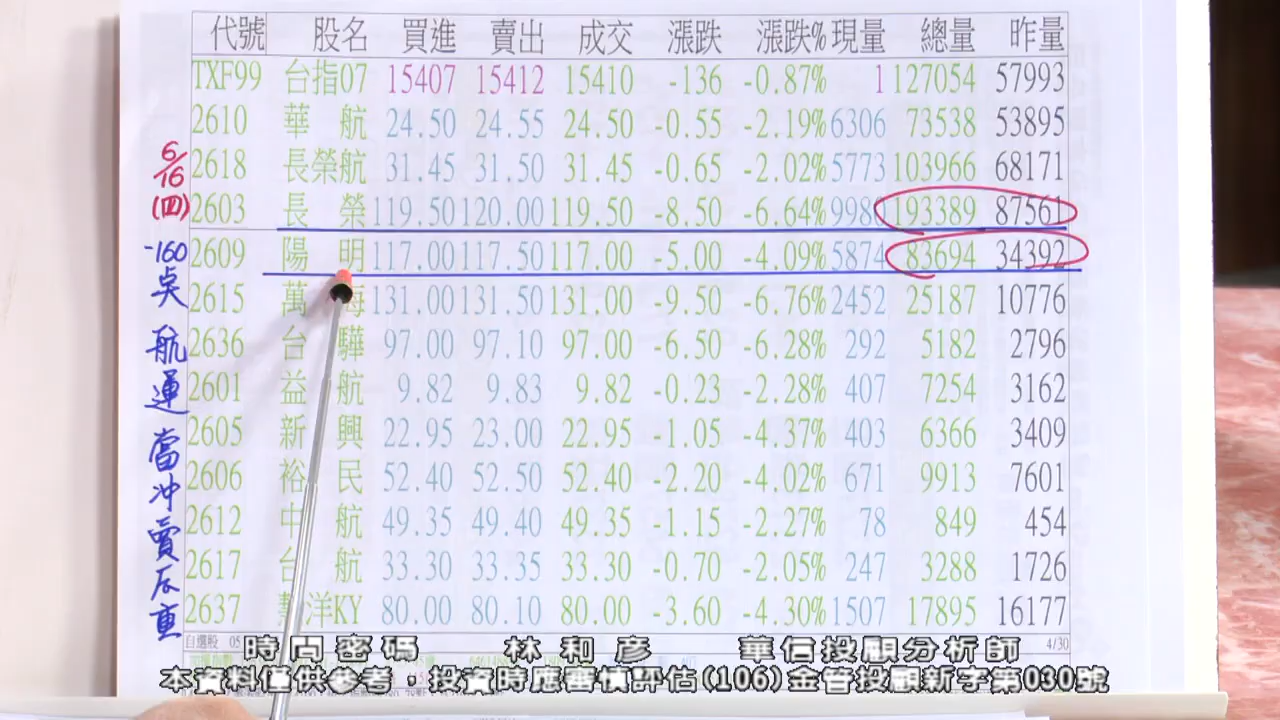 代號 股名 買進 賣出 成交 漲跌 漲跌% 現量 總量 昨量
TXF99 台指07 15407 15412 15410 -136 -0.87% 1 127054 57993
2610 華航 24.50 24.55 24.50 -0.55 -2.19% 6306 73538 53895
2618 長榮航 31.45 31.50 31.45 -0.65 -2.02% 5773 103966 68171
2603 長榮 119.50 120.00 119.50 -8.50 -6.64% 193389 87561
2609 陽明 117.00 117.50 117.00 -5.00 -4.09% 5874 83694 34392
2615 萬海 131.00 131.50 131.00 -9.50 -6.76% 2452 25187 10776
2636 台驊 97.00 97.10 97.00 -6.50 -6.28% 292 5182 2796
2601 益航 9.82 9.83 9.82 -0.23 -2.28% 407 7254 3162
2605 新興 22.95 23.00 22.95 -1.05 -4.37% 403 6366 3409
2606 裕民 52.40 52.50 52.40 -2.20 -4.02% 671 9913 7601
2612 中航 49.35 49.40 49.35 -1.15 -2.27% 78 849 454
2617 台航 33.30 33.35 33.30 -0.70 -2.05% 247 3288 1726
2637 洋KY 80.00 80.10 80.00 -3.60 -4.30% 1507 17895 16177
自選股 4/30
6/16
(四)
-160
點
航運當沖賣压重
時間密碼 林和彥 華信投顧分析師
本資料僅供參考，投資時應審慎評估(106)金管投顧新字第030號